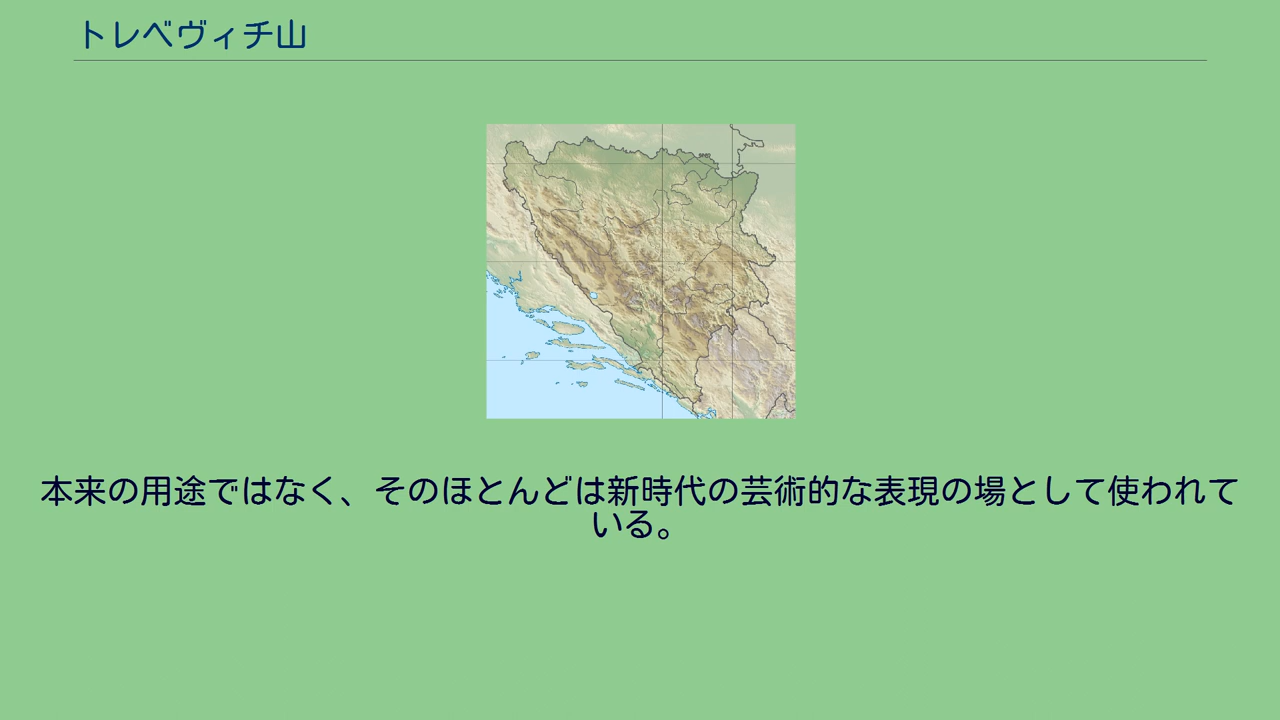 トレベヴィチ山
本来の用途ではなく、そのほとんどは新時代の芸術的な表現の場として使われて
いる。